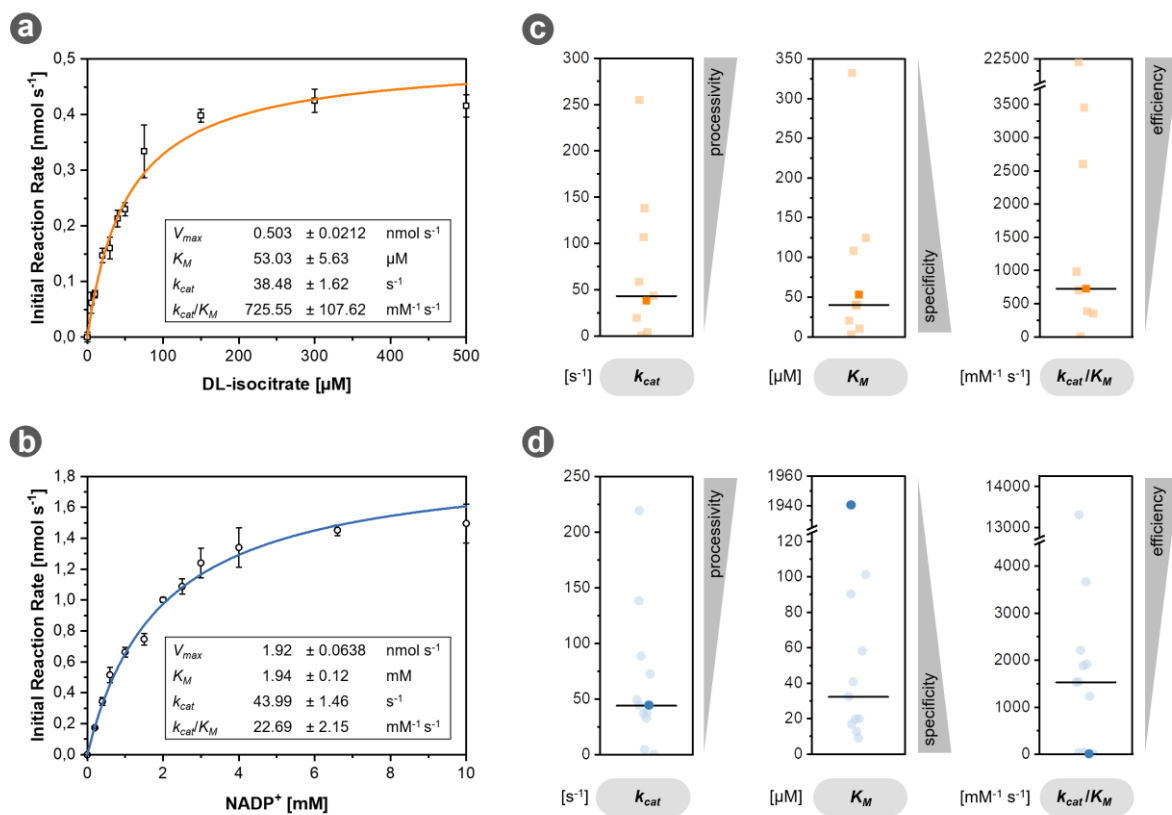 a
Initial Reaction Rate [nmol s⁻¹]
0,5
0,4
0,3
0,2
0,1
0,0
Vmax 0.503 ± 0.0212 nmol s⁻¹
KM 53.03 ± 5.63 µM
kcat 38.48 ± 1.62 s⁻¹
kcat/KM 725.55 ± 107.62 mM⁻¹ s⁻¹
0 100 200 300 400 500
DL-isocitrate [µM]
b
Initial Reaction Rate [nmol s⁻¹]
1,8
1,6
1,4
1,2
1,0
0,8
0,6
0,4
0,2
0,0
Vmax 1.92 ± 0.0638 nmol s⁻¹
KM 1.94 ± 0.12 mM
kcat 43.99 ± 1.46 s⁻¹
kcat/KM 22.69 ± 2.15 mM⁻¹ s⁻¹
0 2 4 6 8 10
NADP⁺ [mM]
c
300
250
200
150
100
50
0
processivity
[s⁻¹] kcat
350
300
250
200
150
100
50
0
specificity
[µM] KM
22500
3500
3000
2500
2000
1500
1000
500
0
efficiency
[mM⁻¹ s⁻¹] kcat/KM
d
250
200
150
100
50
0
processivity
[s⁻¹] kcat
1960
1940
120
100
80
60
40
20
0
specificity
[µM] KM
14000
13000
4000
3000
2000
1000
0
efficiency
[mM⁻¹ s⁻¹] kcat/KM